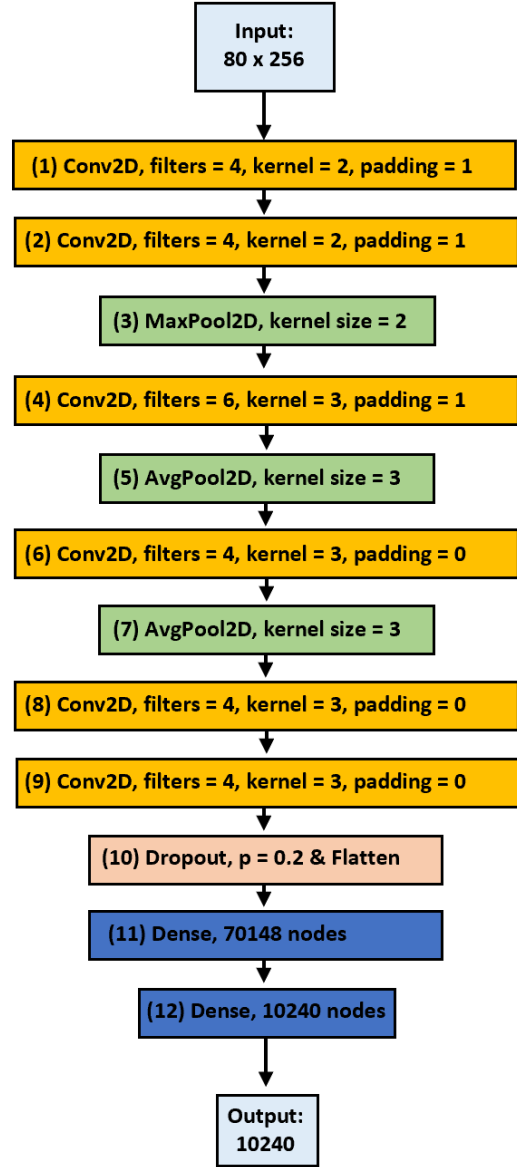 Input:
80 x 256
(1) Conv2D, filters = 4, kernel = 2, padding = 1
(2) Conv2D, filters = 4, kernel = 2, padding = 1
(3) MaxPool2D, kernel size = 2
(4) Conv2D, filters = 6, kernel = 3, padding = 1
(5) AvgPool2D, kernel size = 3
(6) Conv2D, filters = 4, kernel = 3, padding = 0
(7) AvgPool2D, kernel size = 3
(8) Conv2D, filters = 4, kernel = 3, padding = 0
(9) Conv2D, filters = 4, kernel = 3, padding = 0
(10) Dropout, p = 0.2 & Flatten
(11) Dense, 70148 nodes
(12) Dense, 10240 nodes
Output:
10240